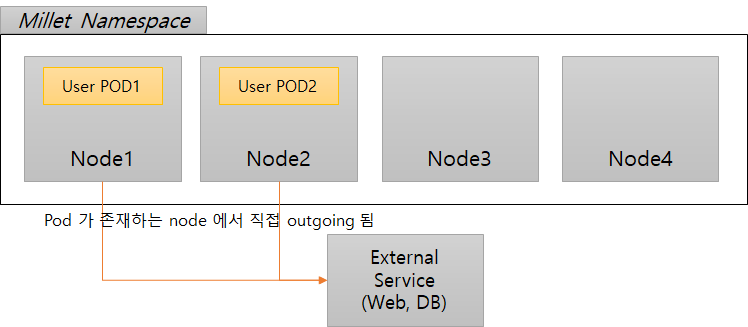 Millet Namespace
User POD1
User POD2
Node1
Node2
Node3
Node4
Pod 가 존재하는 node 에서 직접 outgoing 됨
External
Service
(Web, DB)